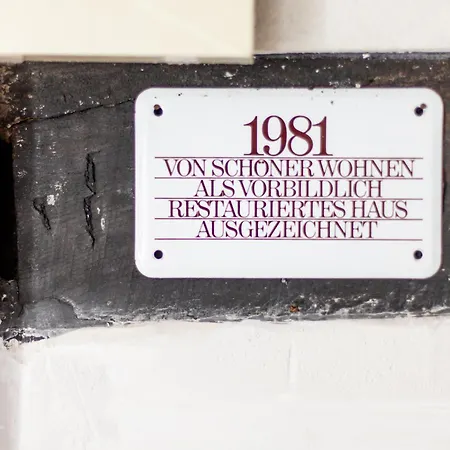 1981
VON SCHÖNER WOHNEN
ALS VORBILDLICH
RESTAURIERTES HAUS
AUSGEZEICHNET